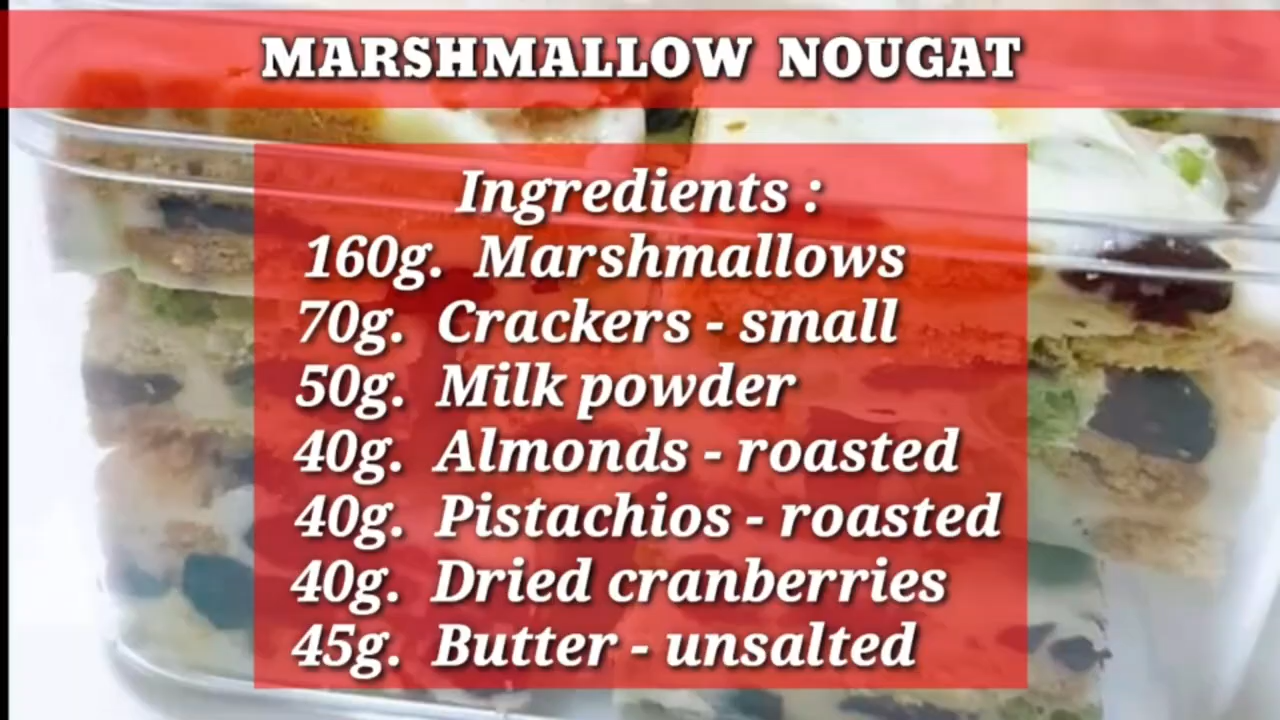 MARSHMALLOW NOUGAT
Ingredients :
160g. Marshmallows
70g. Crackers - small
50g. Milk powder
40g. Almonds - roasted
40g. Pistachios - roasted
40g. Dried cranberries
45g. Butter - unsalted